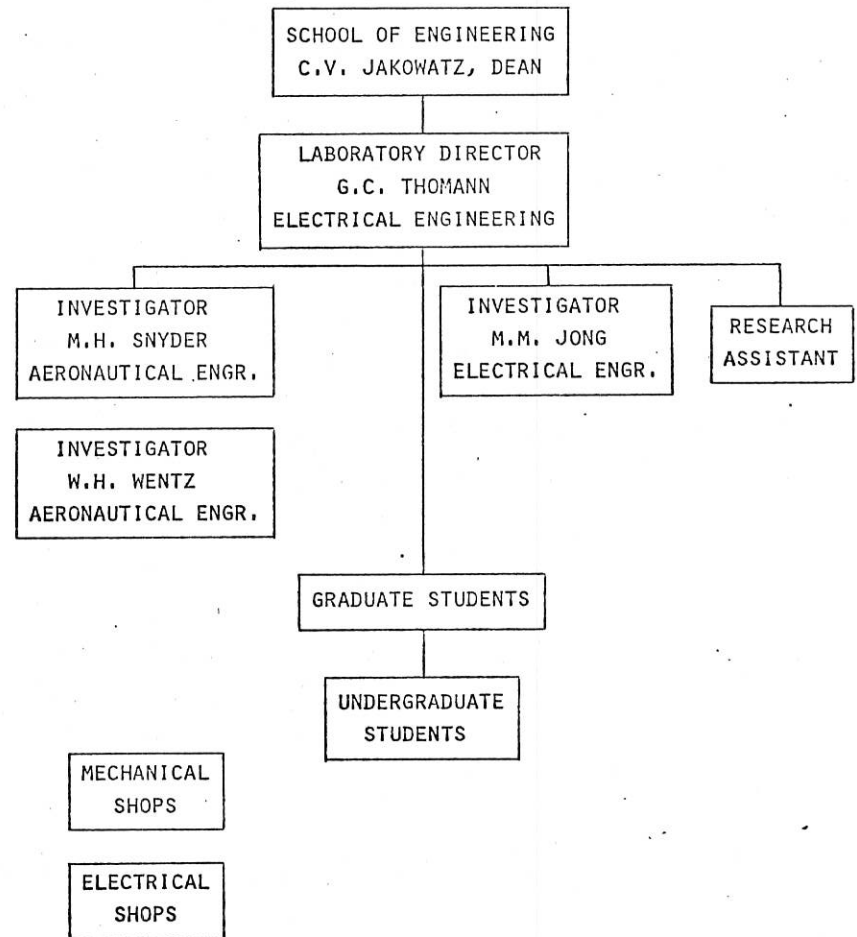 SCHOOL OF ENGINEERING
C.V. JAKOWATZ, DEAN
LABORATORY DIRECTOR
G.C. THOMANN
ELECTRICAL ENGINEERING
INVESTIGATOR
M.H. SNYDER
AERONAUTICAL ENGR.
INVESTIGATOR
M.M. JONG
ELECTRICAL ENGR.
RESEARCH
ASSISTANT
INVESTIGATOR
W.H. WENTZ
AERONAUTICAL ENGR.
GRADUATE STUDENTS
UNDERGRADUATE
STUDENTS
MECHANICAL
SHOPS
ELECTRICAL
SHOPS